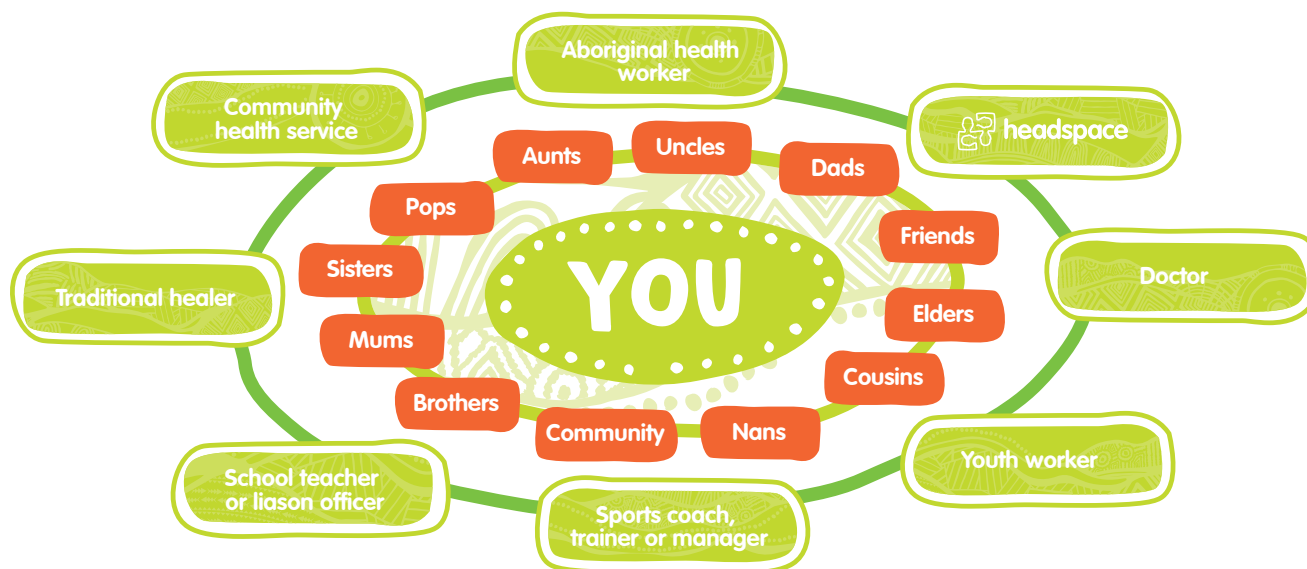 Aboriginal health
worker
Community
health service
headspace
Uncles
Aunts
Dads
Pops
Friends
Sisters
YOU
Traditional healer
Doctor
Elders
Mums
Cousins
Brothers
Community
Nans
Youth worker
School teacher
or liason officer
Sports coach,
trainer or manager